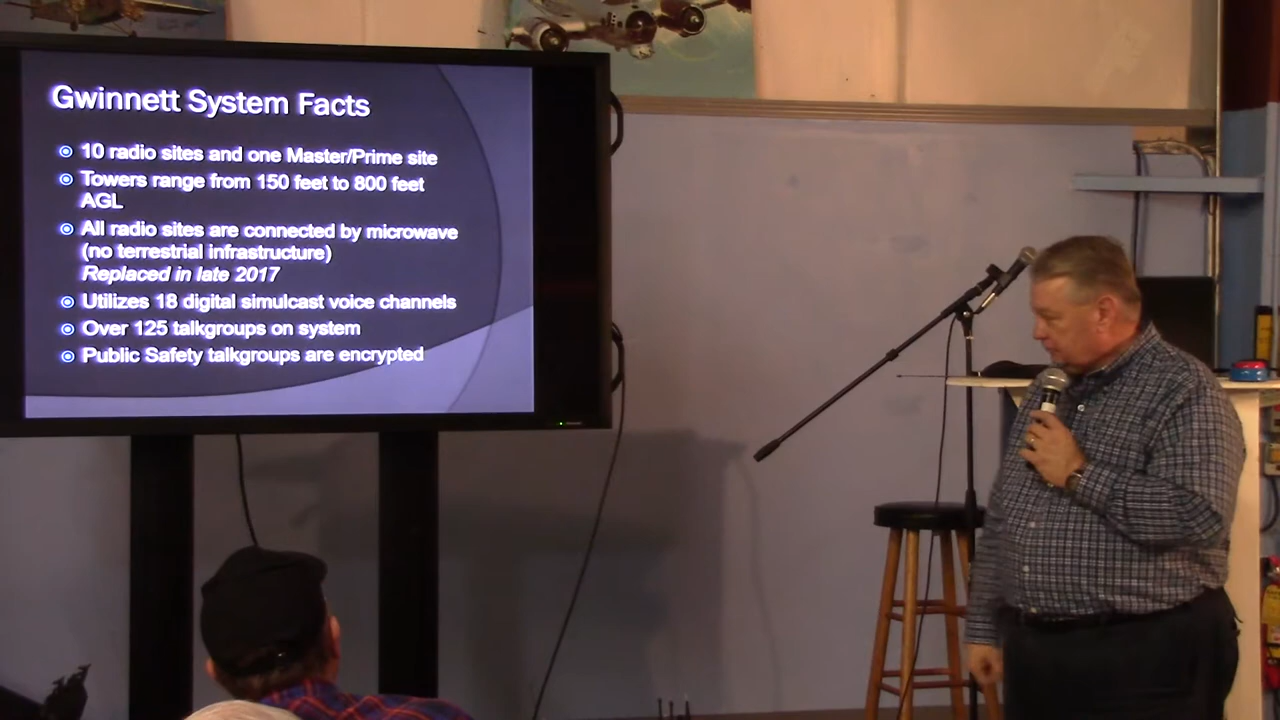 Gwinnett System Facts
10 radio sites and one Master/Prime site
Towers range from 150 feet to 800 feet
AGL
All radio sites are connected by microwave
(no terrestrial infrastructure)
Replaced in late 2017
Utilizes 18 digital simulcast voice channels
Over 125 talkgroups on system
Public Safety talkgroups are encrypted